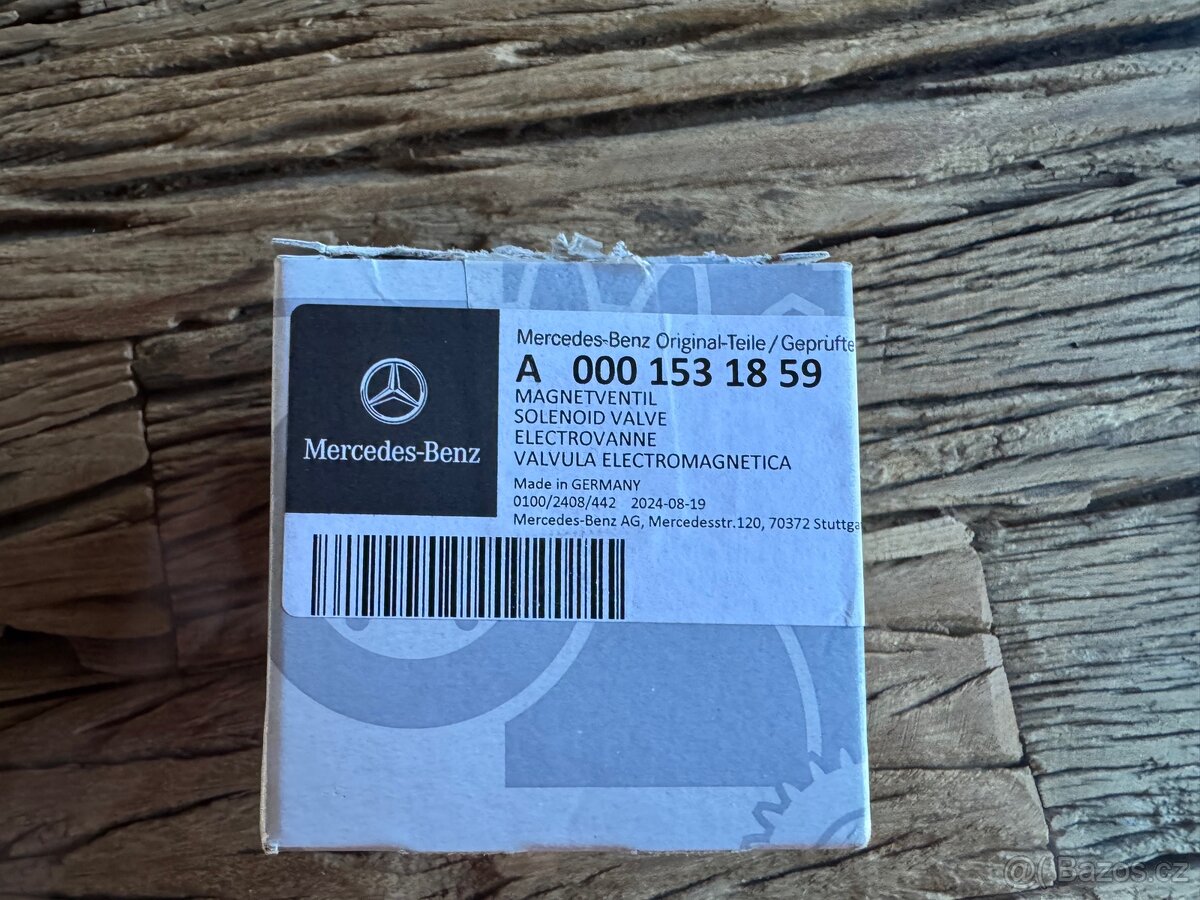 Mercedes-Benz
Mercedes-Benz Original-Teile / Geprüfte
A 000 153 18 59
MAGNETVENTIL
SOLENOID VALVE
ELECTROVANNE
VALVULA ELECTROMAGNETICA
Made in GERMANY
0100/2408/442 2024-08-19
Mercedes-Benz AG, Mercedesstr.120, 70372 Stuttga
@( Bazos.cz